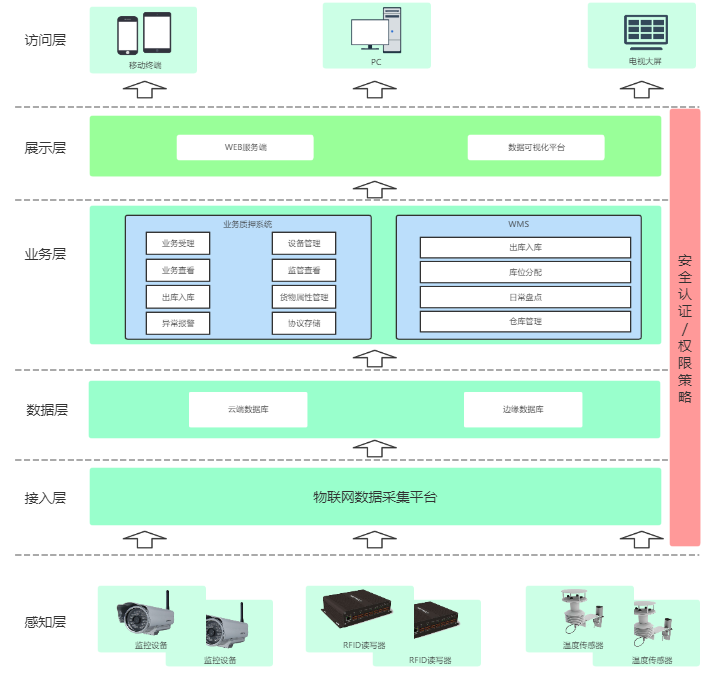 访问层
移动终端
PC
电视大屏
展示层
WEB服务端
数据可视化平台
业务层
业务质押系统
业务受理
设备管理
业务查看
监管查看
出库入库
货物属性管理
异常报警
协议存储
WMS
出库入库
库位分配
日常盘点
仓库管理
安全认证/权限策略
数据层
云端数据库
边缘数据库
接入层
物联网数据采集平台
感知层
监控设备
监控设备
RFID读写器
RFID读写器
温度传感器
温度传感器